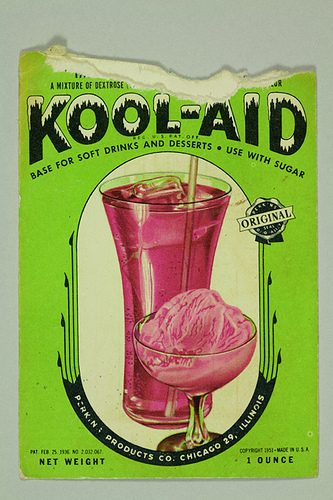 A MIXTURE OF DEXTROSE
KOOL-AID
REG. U.S. PAT. OFF.
BASE FOR SOFT DRINKS AND DESSERTS • USE WITH SUGAR
ORIGINAL
PERKINS PRODUCTS CO. CHICAGO 29, ILLINOIS
PAT. FEB. 25, 1936, NO. 2,032,067.
NET WEIGHT
COPYRIGHT 1931 • MADE IN U.S.A.
1 OUNCE